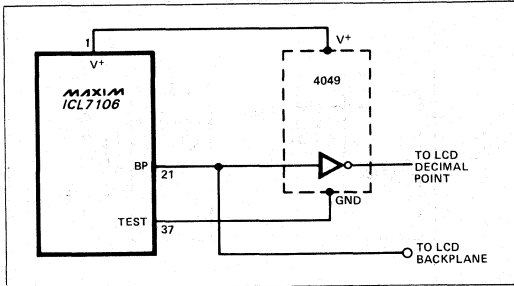 1
V+
V+
MAXIM
ICL7106
4049
BP
21
TO LCD
DECIMAL
POINT
TEST
37
GND
TO LCD
BACKPLANE